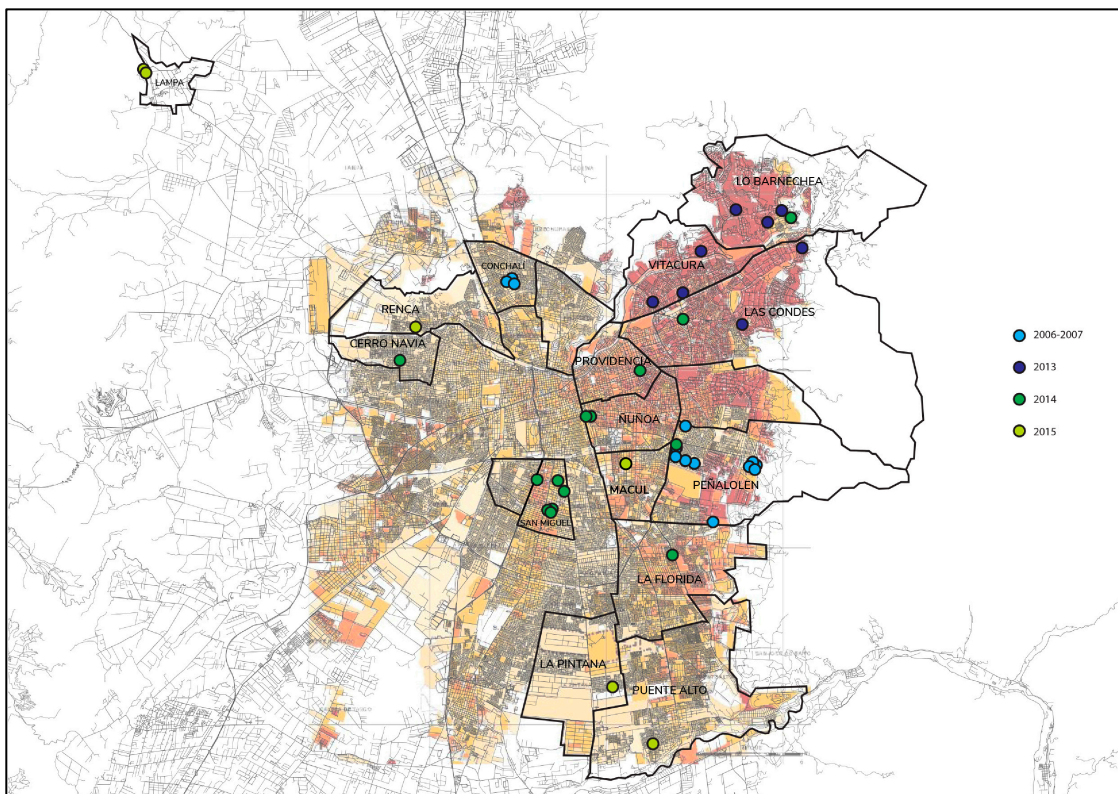 LAMPA
LO BARNECHEA
CONCHALÍ
VITACURA
RENCA
LAS CONDES
CERRO NAVIA
PROVIDENCIA
ÑUÑOA
MACUL
PEÑALOLEN
SAN MIGUEL
LA FLORIDA
LA PINTANA
PUENTE ALTO
2006-2007
2013
2014
2015